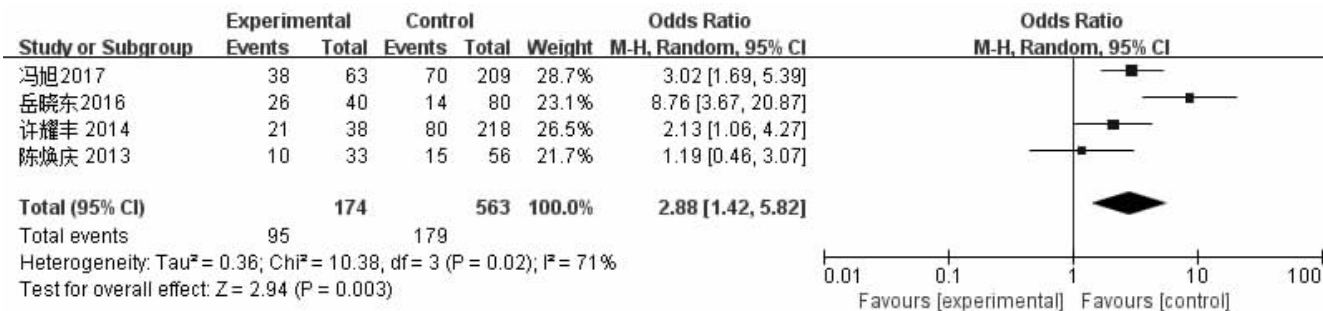 Experimental Control Odds Ratio Odds Ratio
Study or Subgroup Events Total Events Total Weight M-H, Random, 95% CI M-H, Random, 95% CI
冯旭2017 38 63 70 209 28.7% 3.02 [1.69, 5.39]
岳晓东2016 26 40 14 80 23.1% 8.76 [3.67, 20.87]
许耀丰 2014 21 38 80 218 26.5% 2.13 [1.06, 4.27]
陈焕庆 2013 10 33 15 56 21.7% 1.19 [0.46, 3.07]
Total (95% CI) 174 563 100.0% 2.88 [1.42, 5.82]
Total events 95 179
Heterogeneity: Tau² = 0.36; Chi² = 10.38, df = 3 (P = 0.02); I² = 71%
Test for overall effect: Z = 2.94 (P = 0.003)
0.01 0.1 1 10 100
Favours [experimental] Favours [control]